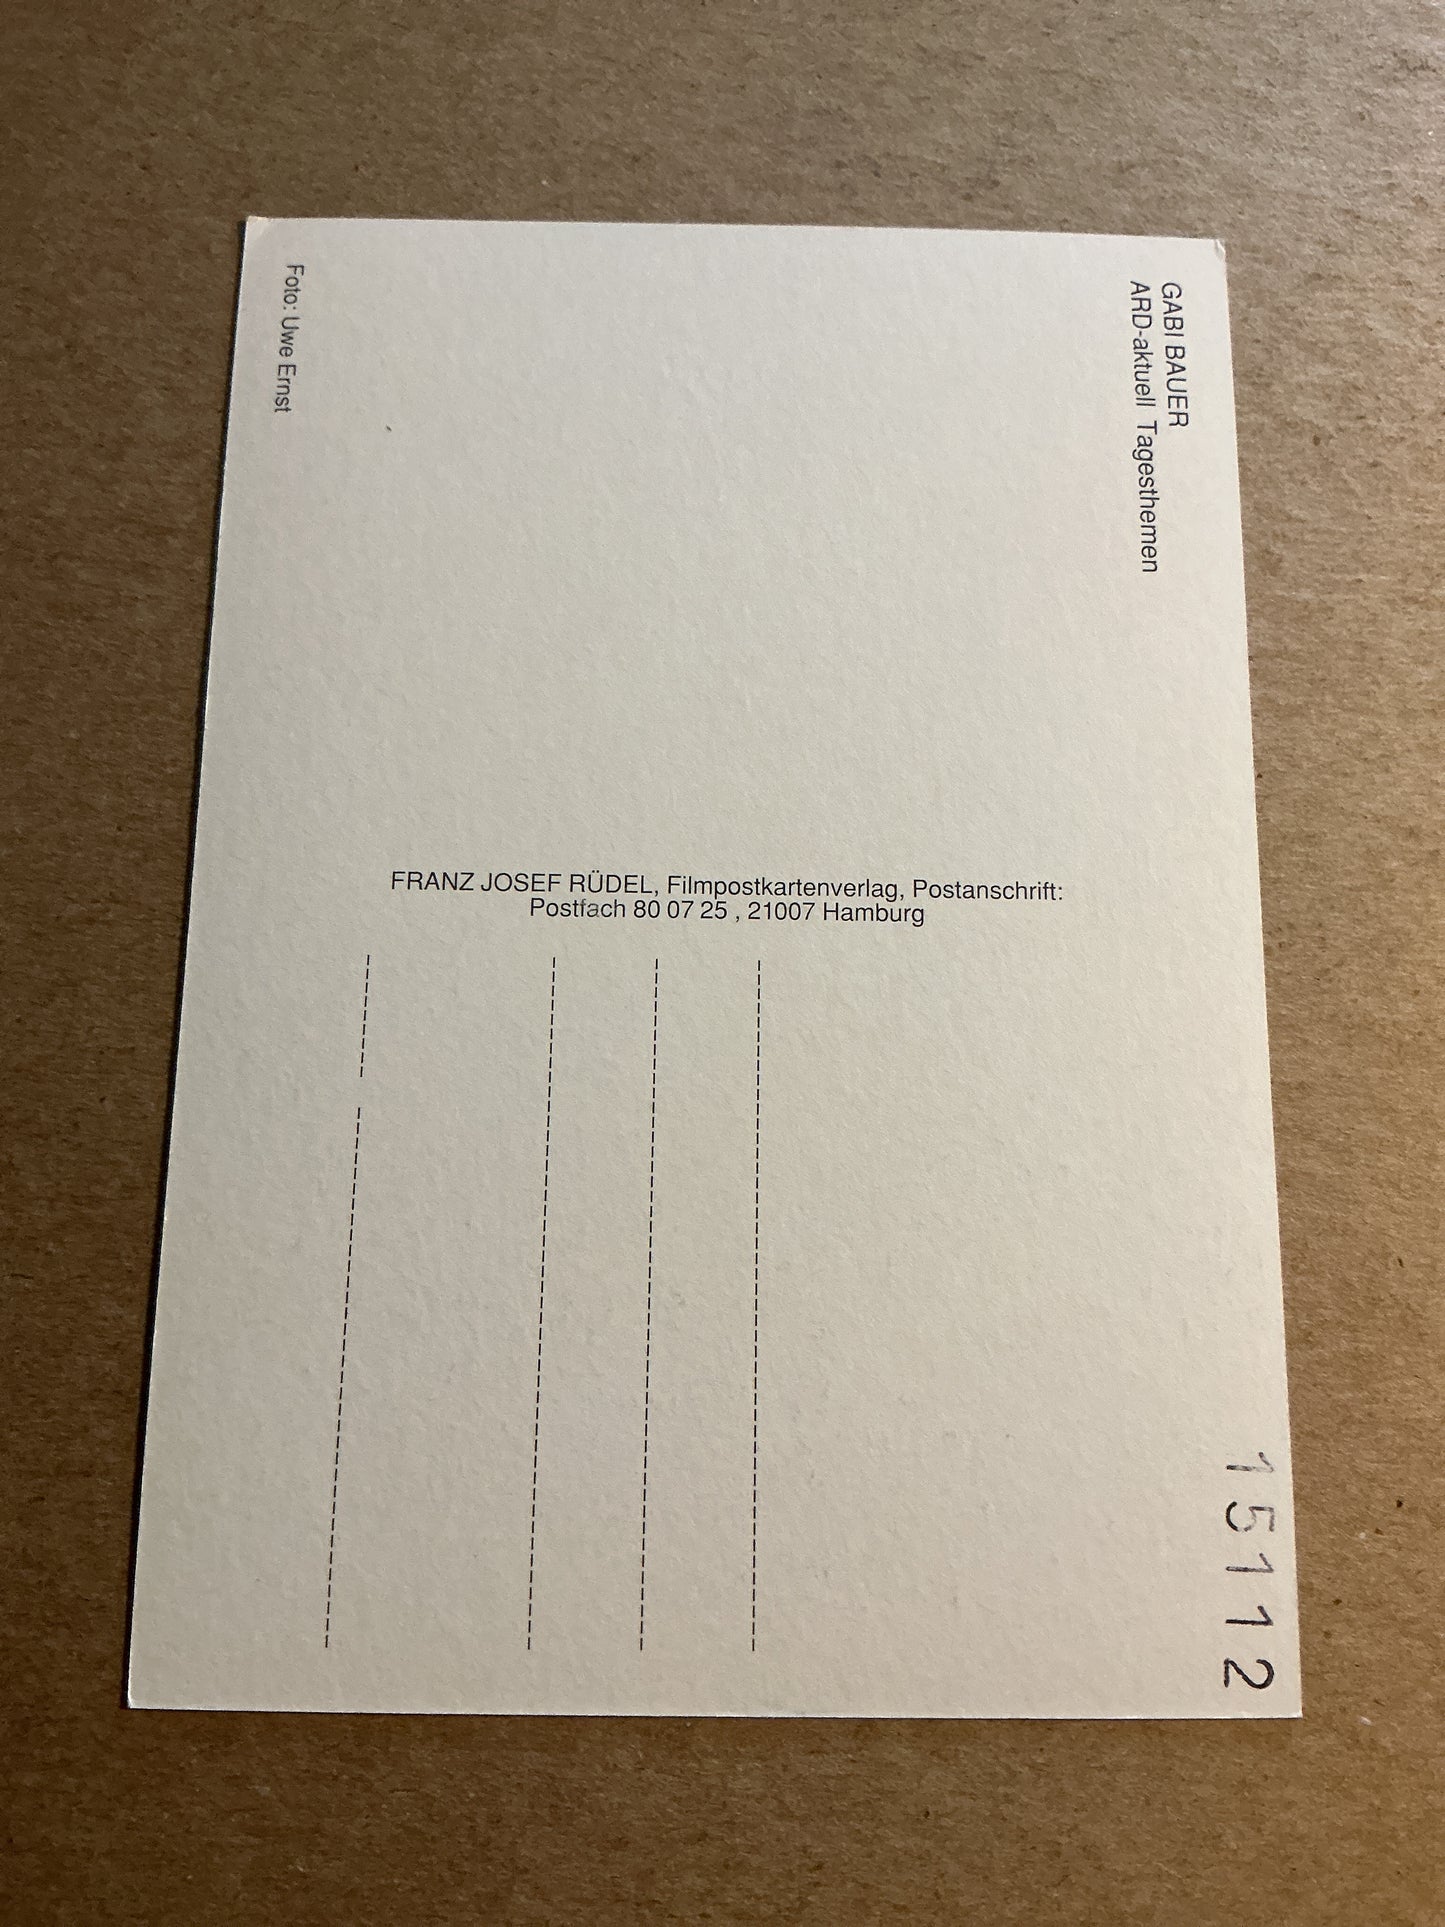 GABI BAUER
ARD-aktuell Tagesthemen
Foto: Uwe Ernst
FRANZ JOSEF RÜDEL, Filmpostkartenverlag, Postanschrift:
Postfach 80 07 25 , 21007 Hamburg
15112